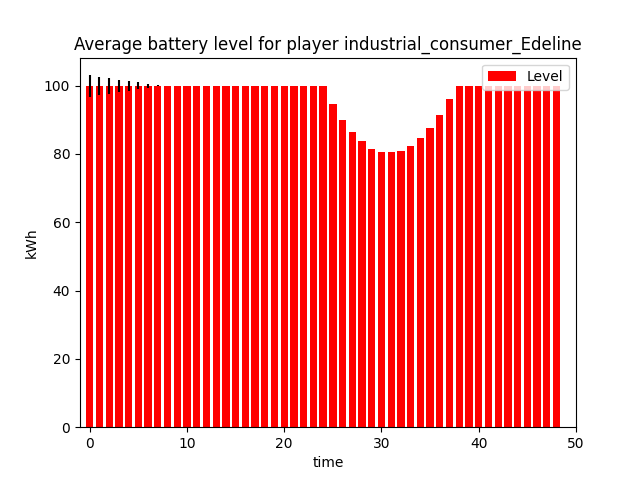 Average battery level for player industrial_consumer_Edeline
Level
100
80
60
40
20
0
kWh
0 10 20 30 40 50
time